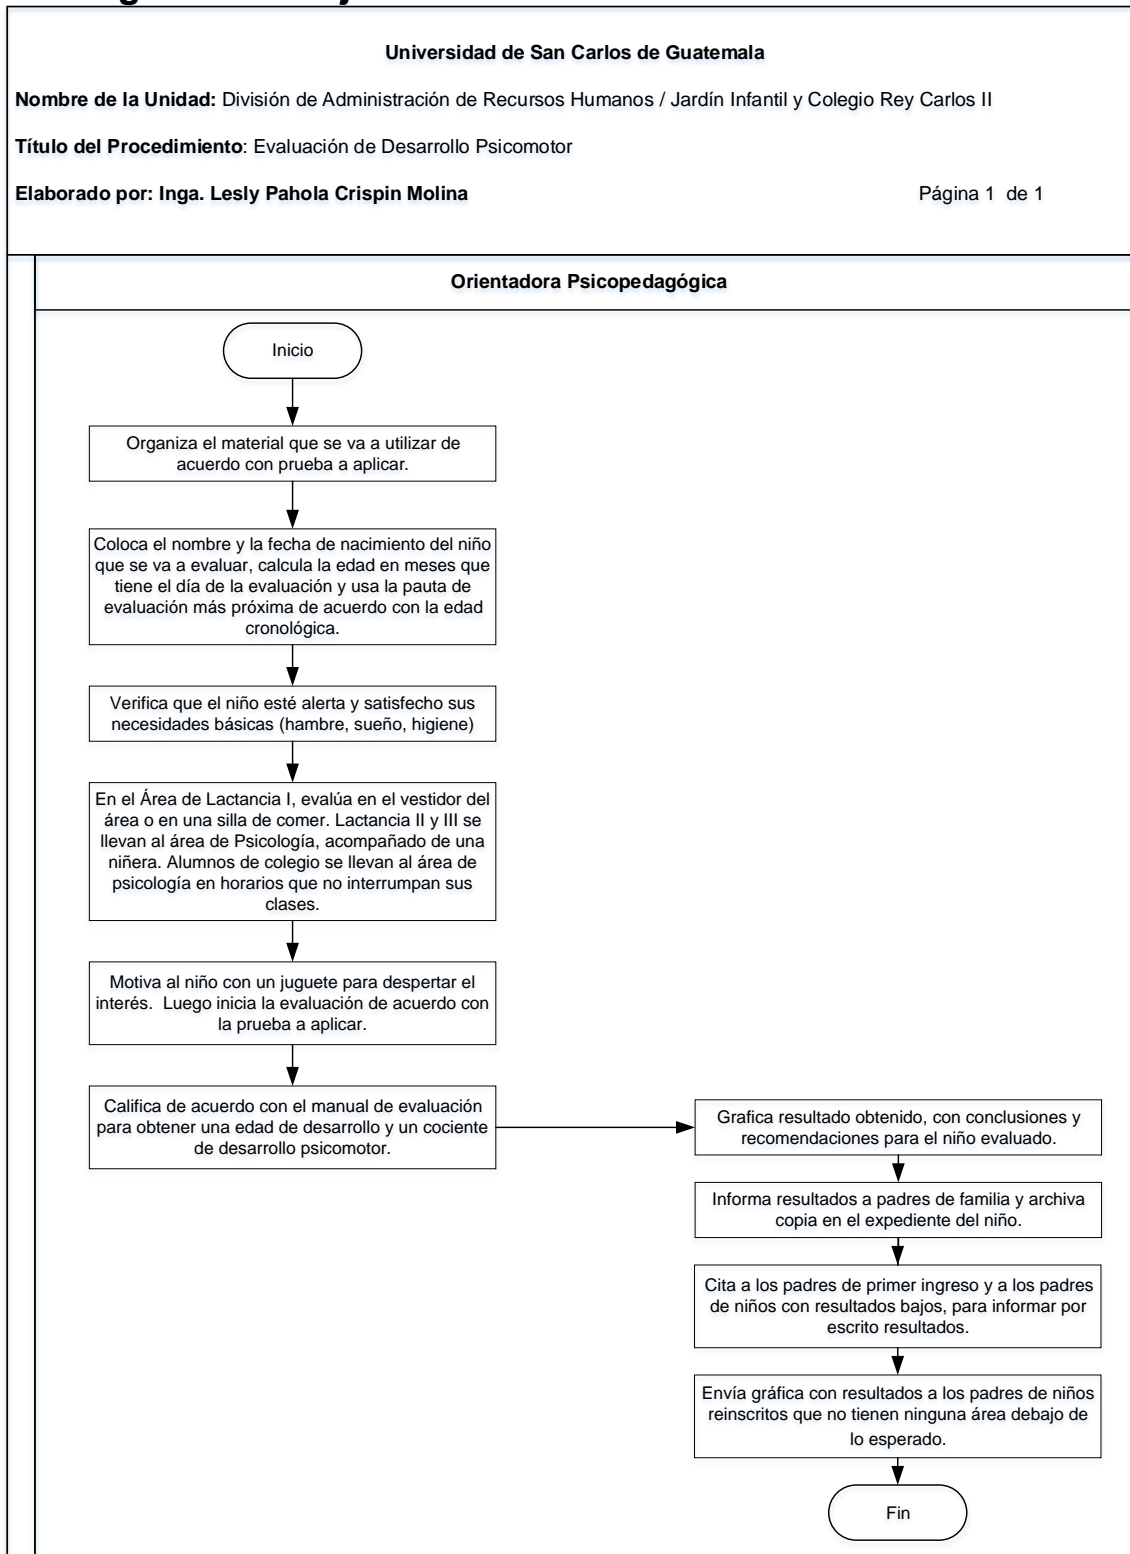 Universidad de San Carlos de Guatemala
Nombre de la Unidad: División de Administración de Recursos Humanos / Jardín Infantil y Colegio Rey Carlos II
Título del Procedimiento: Evaluación de Desarrollo Psicomotor
Elaborado por: Inga. Lesly Pahola Crispin Molina
Página 1 de 1
Orientadora Psicopedagógica
Inicio
Organiza el material que se va a utilizar de
acuerdo con prueba a aplicar.
Coloca el nombre y la fecha de nacimiento del niño
que se va a evaluar, calcula la edad en meses que
tiene el día de la evaluación y usa la pauta de
evaluación más próxima de acuerdo con la edad
cronológica.
Verifica que el niño esté alerta y satisfecho sus
necesidades básicas (hambre, sueño, higiene)
En el Área de Lactancia I, evalúa en el vestidor del
área o en una silla de comer. Lactancia II y III se
llevan al área de Psicología, acompañado de una
niñera. Alumnos de colegio se llevan al área de
psicología en horarios que no interrumpan sus
clases.
Motiva al niño con un juguete para despertar el
interés. Luego inicia la evaluación de acuerdo con
la prueba a aplicar.
Califica de acuerdo con el manual de evaluación
para obtener una edad de desarrollo y un cociente
de desarrollo psicomotor.
Grafica resultado obtenido, con conclusiones y
recomendaciones para el niño evaluado.
Informa resultados a padres de familia y archiva
copia en el expediente del niño.
Cita a los padres de primer ingreso y a los padres
de niños con resultados bajos, para informar por
escrito resultados.
Envía gráfica con resultados a los padres de niños
reinscritos que no tienen ninguna área debajo de
lo esperado.
Fin